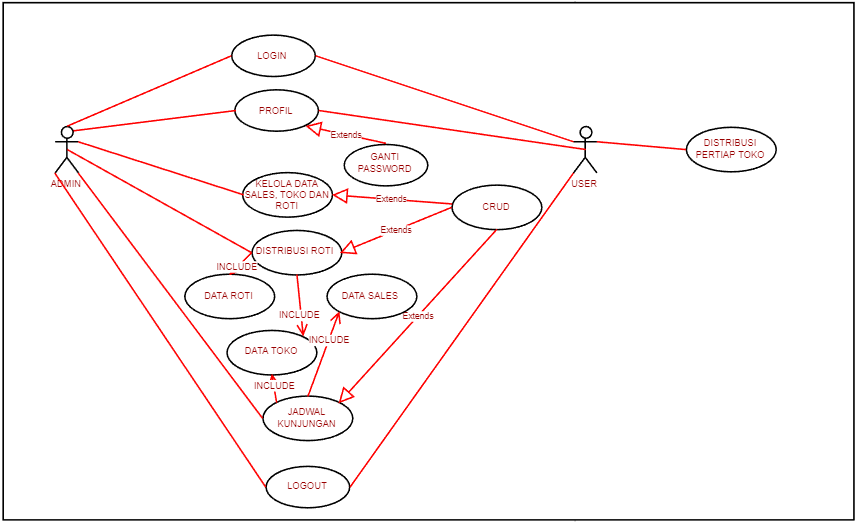 LOGIN
PROFIL
Extends
GANTI
PASSWORD
DISTRIBUSI
PERTIAP TOKO
ADMIN
USER
KELOLA DATA
SALES, TOKO DAN
ROTI
Extends
CRUD
Extends
DISTRIBUSI ROTI
INCLUDE
DATA ROTI
DATA SALES
INCLUDE
Extends
INCLUDE
DATA TOKO
INCLUDE
JADWAL
KUNJUNGAN
LOGOUT